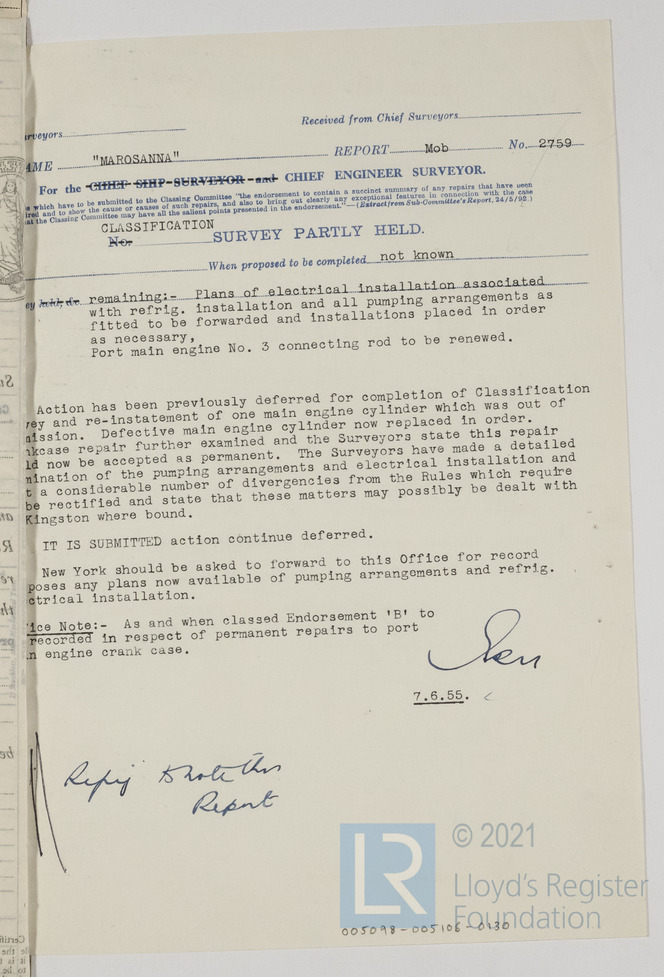 Received from Chief Surveyors
rveyors
AME "MAROSANNA" REPORT Mob No. 2759
For the CHIEF SHIP SURVEYOR and CHIEF ENGINEER SURVEYOR.
s which have to be submitted to the Classing Committee "the endorsement to contain a succinct summary of any repairs that have been
ired and to show the cause or causes of such repairs, and also to bring out clearly any exceptional features in connection with the case
at the Classing Committee may have all the salient points presented in the endorsement."—(Extract from Sub-Committee's Report, 24/5/92.)
CLASSIFICATION
No. SURVEY PARTLY HELD.
When proposed to be completed not known
ey held, &c remaining:- Plans of electrical installation associated
with refrig. installation and all pumping arrangements as
fitted to be forwarded and installations placed in order
as necessary,
Port main engine No. 3 connecting rod to be renewed.
Action has been previously deferred for completion of Classification
vey and re-instatement of one main engine cylinder which was out of
mission. Defective main engine cylinder now replaced in order.
nkcase repair further examined and the Surveyors state this repair
ld now be accepted as permanent. The Surveyors have made a detailed
mination of the pumping arrangements and electrical installation and
t a considerable number of divergencies from the Rules which require
be rectified and state that these matters may possibly be dealt with
Kingston where bound.
IT IS SUBMITTED action continue deferred.
New York should be asked to forward to this Office for record
poses any plans now available of pumping arrangements and refrig.
ctrical installation.
ice Note:- As and when classed Endorsement 'B' to
recorded in respect of permanent repairs to port
n engine crank case.
7.6.55.
Refrig to note this
Report
LR © 2021
Lloyd's Register
Foundation
005098-005106-0130